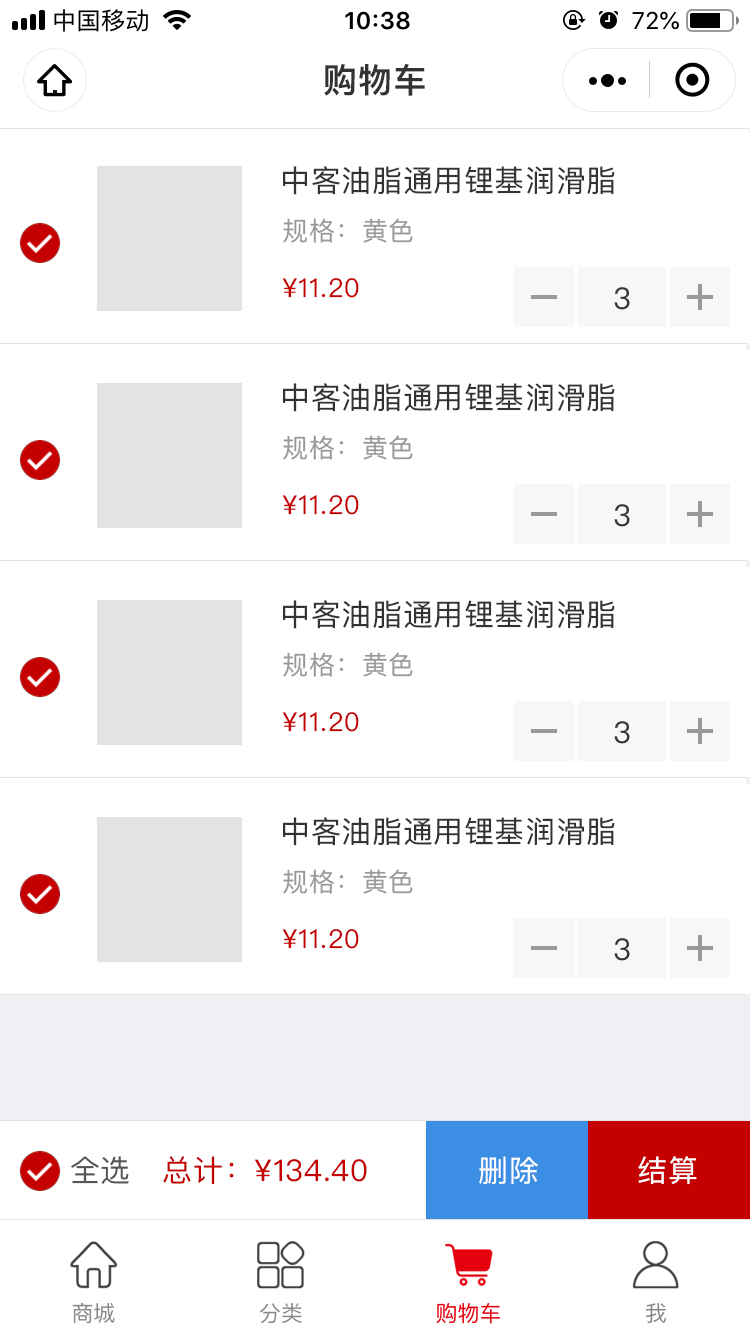 中国移动 10:38 72%
购物车
中客油脂通用锂基润滑脂
规格：黄色
¥11.20 3
中客油脂通用锂基润滑脂
规格：黄色
¥11.20 3
中客油脂通用锂基润滑脂
规格：黄色
¥11.20 3
中客油脂通用锂基润滑脂
规格：黄色
¥11.20 3
全选 总计：¥134.40 删除 结算
商城 分类 购物车 我